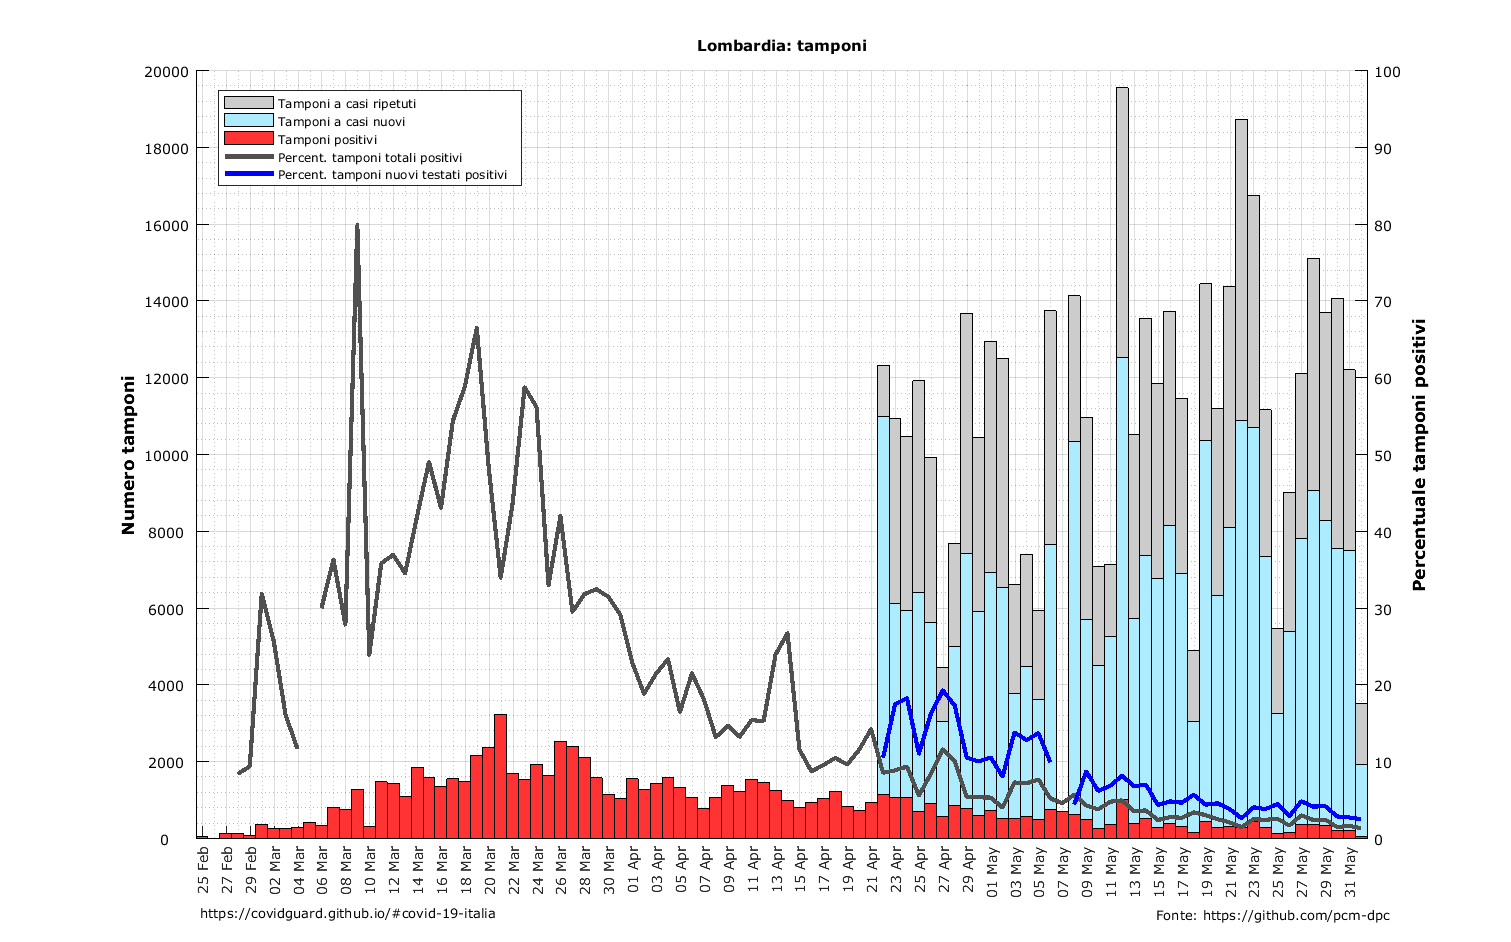 Lombardia: tamponi
Tamponi a casi ripetuti
Tamponi a casi nuovi
Tamponi positivi
Percent. tamponi totali positivi
Percent. tamponi nuovi testati positivi
Numero tamponi
20000
18000
16000
14000
12000
10000
8000
6000
4000
2000
0
Percentuale tamponi positivi
100
90
80
70
60
50
40
30
20
10
0
25 Feb
27 Feb
29 Feb
02 Mar
04 Mar
06 Mar
08 Mar
10 Mar
12 Mar
14 Mar
16 Mar
18 Mar
20 Mar
22 Mar
24 Mar
26 Mar
28 Mar
30 Mar
01 Apr
03 Apr
05 Apr
07 Apr
09 Apr
11 Apr
13 Apr
15 Apr
17 Apr
19 Apr
21 Apr
23 Apr
25 Apr
27 Apr
29 Apr
01 May
03 May
05 May
07 May
09 May
11 May
13 May
15 May
17 May
19 May
21 May
23 May
25 May
27 May
29 May
31 May
https://covidguard.github.io/#covid-19-italia
Fonte: https://github.com/pcm-dpc